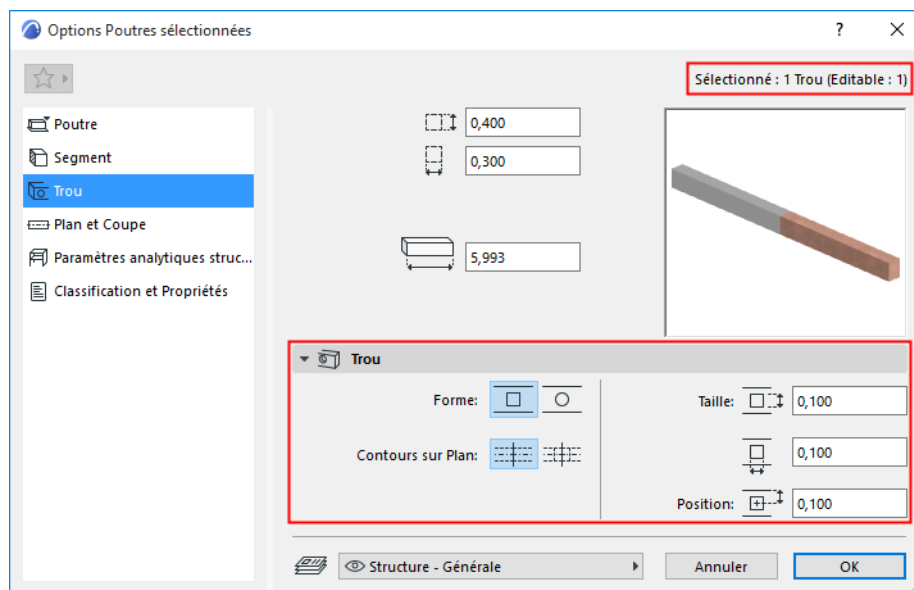 Options Poutres sélectionnées
?
Sélectionné : 1 Trou (Editable : 1)
Poutre
Segment
Trou
Plan et Coupe
Paramètres analytiques struc...
Classification et Propriétés
0,400
0,300
5,993
Trou
Forme:
Contours sur Plan:
Taille:
0,100
0,100
Position:
0,100
Structure - Générale
Annuler
OK